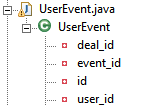 UserEvent.java
UserEvent
deal_id
event_id
id
user_id